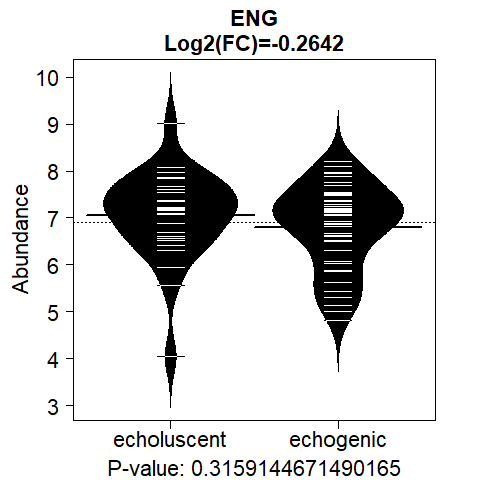 ENG
Log2(FC)=-0.2642
10
9
8
7
6
5
4
3
Abundance
echoluscent echogenic
P-value: 0.3159144671490165